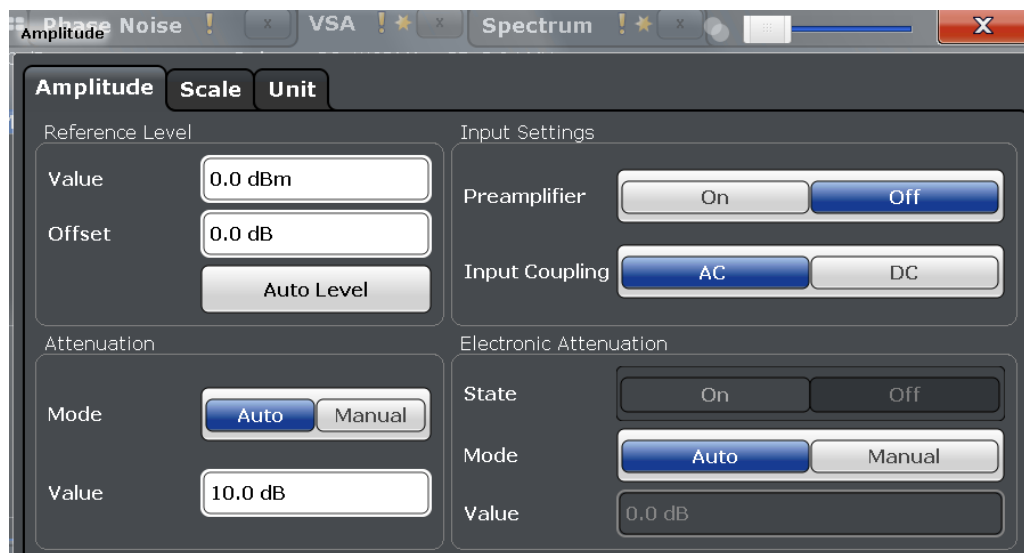 Phase Noise ! x VSA ! x Spectrum ! x
Amplitude X
Amplitude Scale Unit
Reference Level
Value 0.0 dBm
Offset 0.0 dB
Auto Level
Input Settings
Preamplifier On Off
Input Coupling AC DC
Attenuation
Mode Auto Manual
Value 10.0 dB
Electronic Attenuation
State On Off
Mode Auto Manual
Value 0.0 dB